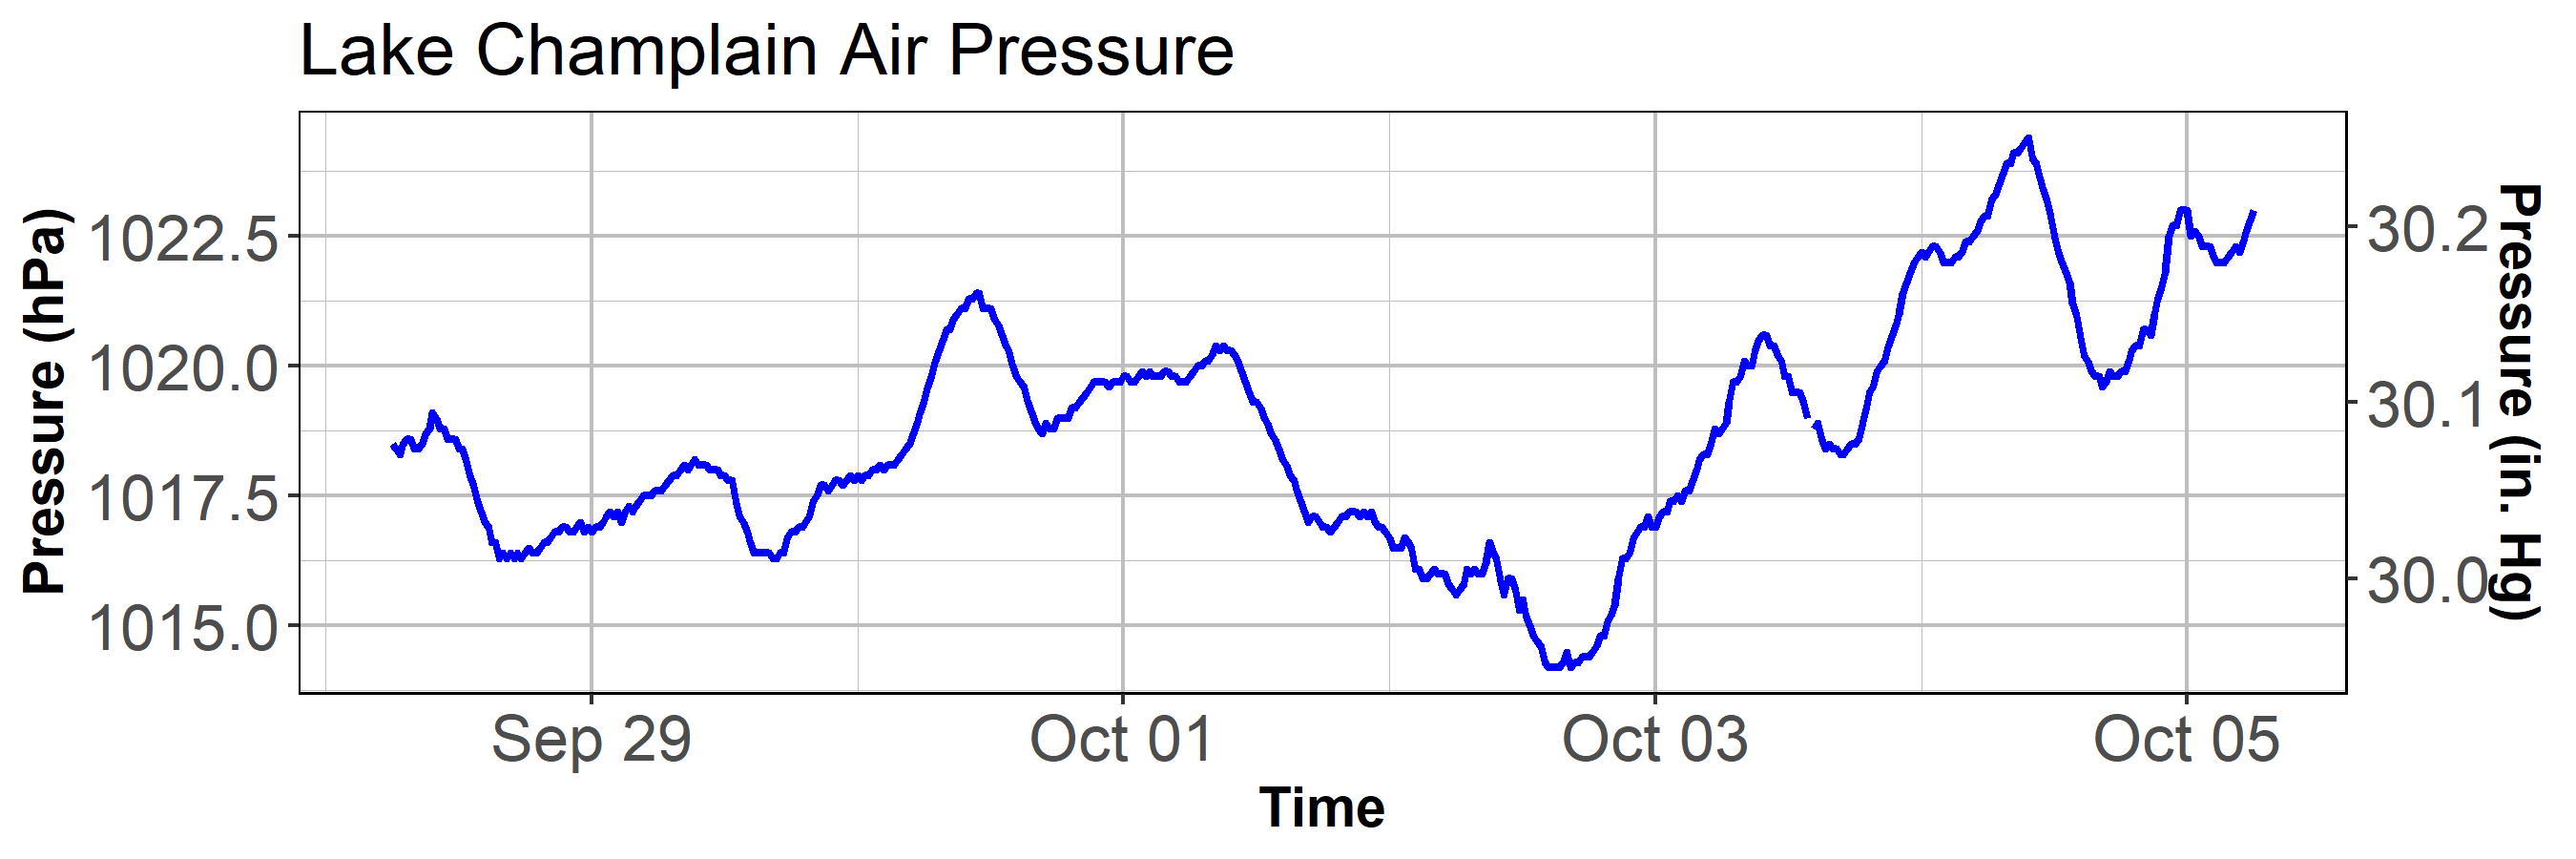 Lake Champlain Air Pressure
Pressure (hPa)
1022.5
1020.0
1017.5
1015.0
30.2
30.1
30.0
Pressure (in. Hg)
Sep 29
Oct 01
Oct 03
Oct 05
Time